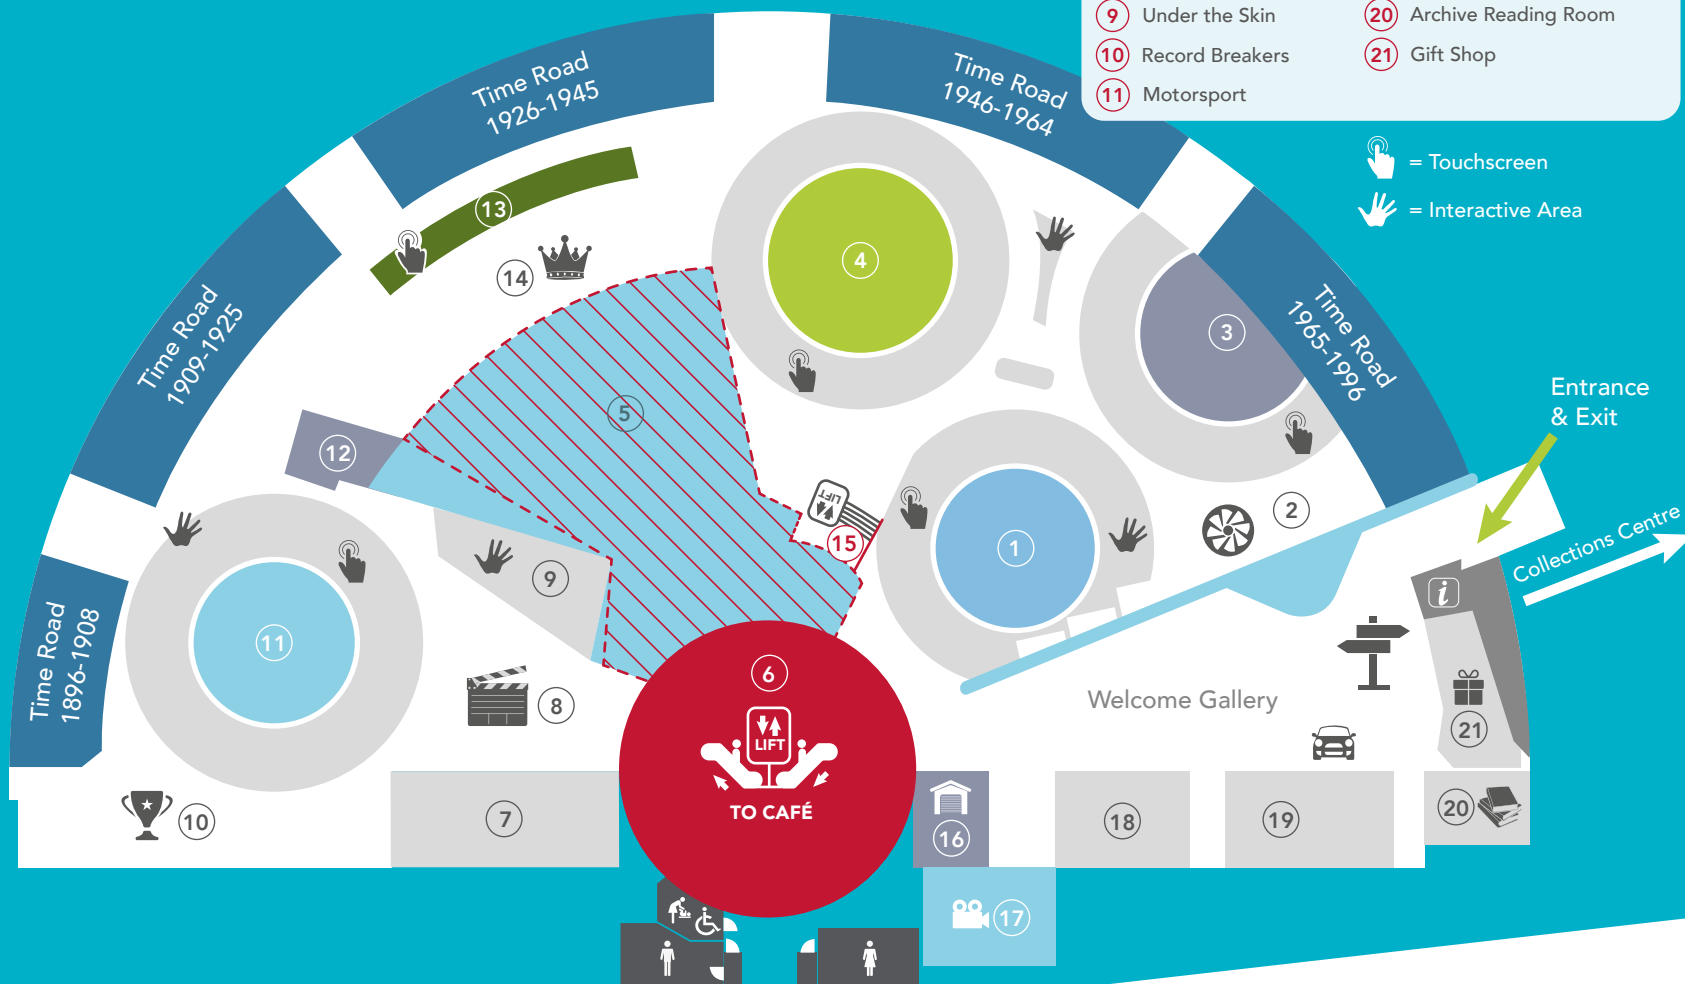 9 Under the Skin
20 Archive Reading Room
10 Record Breakers
21 Gift Shop
11 Motorsport
= Touchscreen
= Interactive Area
Time Road
1926-1945
Time Road
1946-1964
Time Road
1909-1925
Time Road
1965-1996
Time Road
1896-1908
Entrance
& Exit
Collections Centre
13
14
4
3
5
12
LIFT
15
2
1
9
11
i
6
LIFT
TO CAFÉ
8
Welcome Gallery
21
10
7
16
18
19
20
17